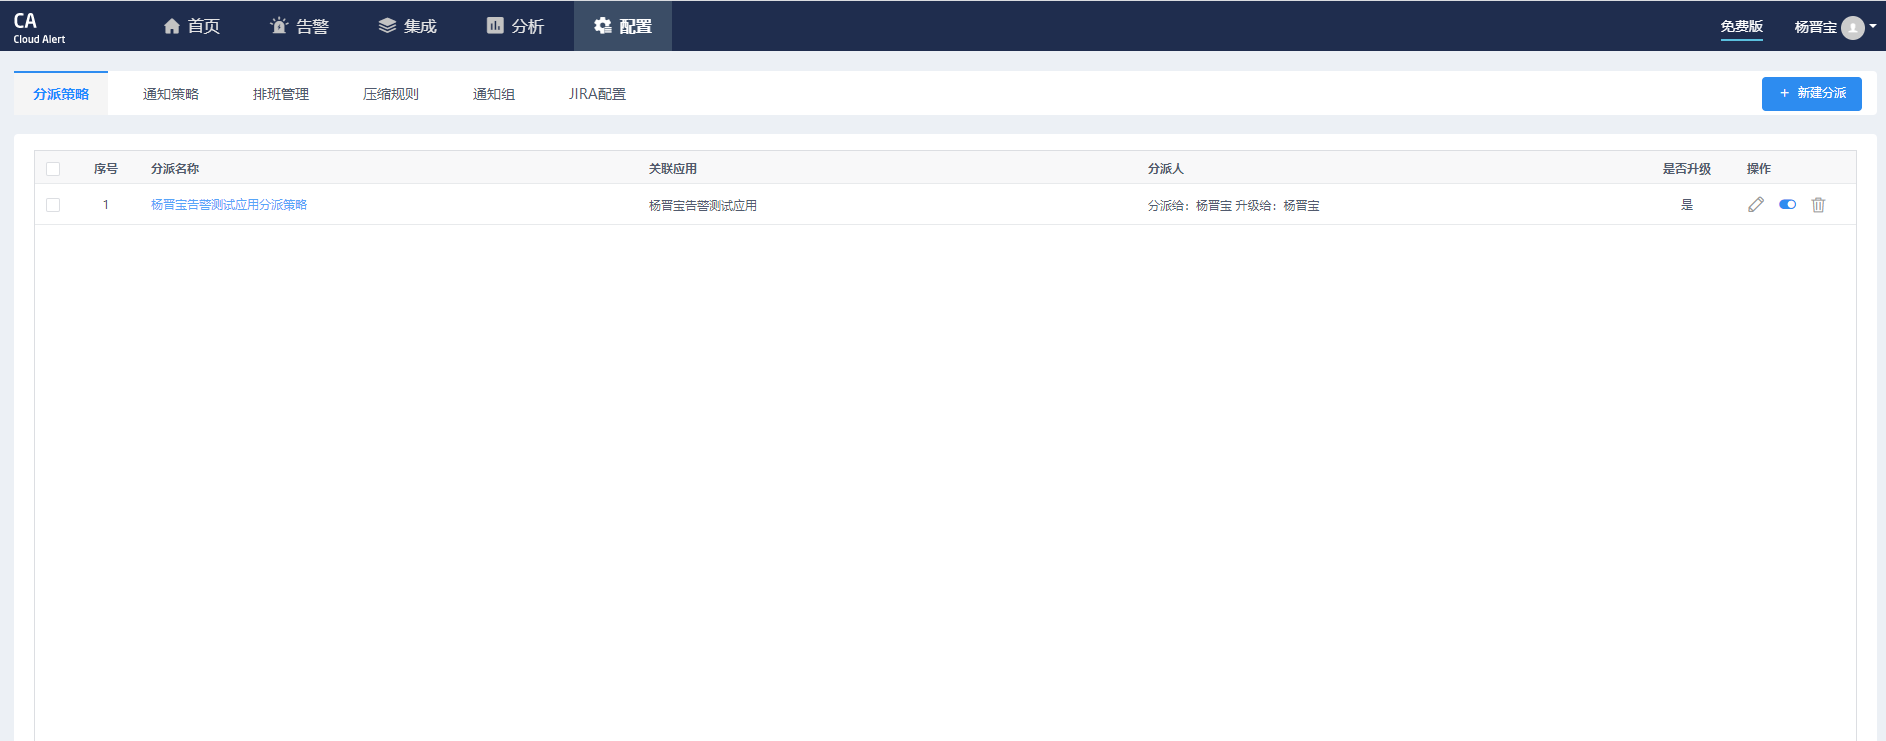 CA
Cloud Alert
首页
告警
集成
分析
配置
免费版
杨晋宝
分派策略
通知策略
排班管理
压缩规则
通知组
JIRA配置
+ 新建分派
序号
分派名称
关联应用
分派人
是否升级
操作
1
杨晋宝告警测试应用分派策略
杨晋宝告警测试应用
分派给：杨晋宝 升级给：杨晋宝
是